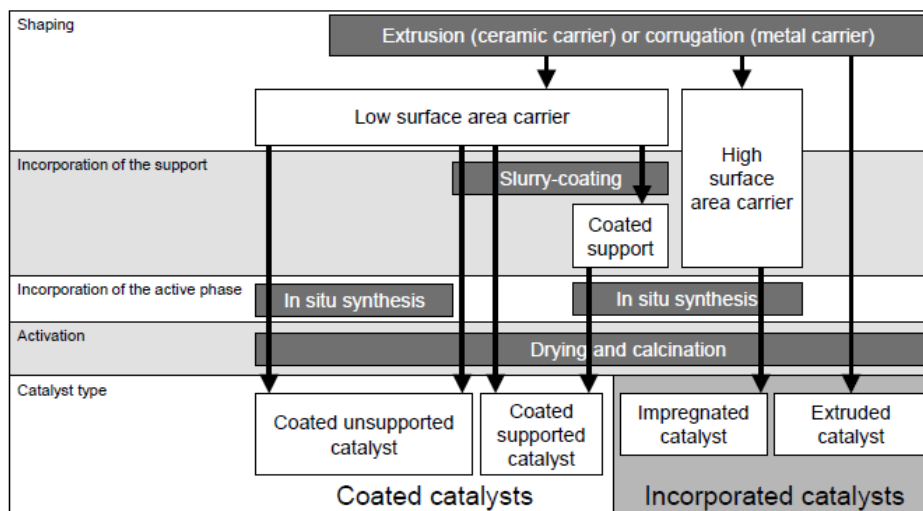 Shaping
Extrusion (ceramic carrier) or corrugation (metal carrier)
Low surface area carrier
High
surface
area carrier
Incorporation of the support
Slurry-coating
Coated
support
Incorporation of the active phase
In situ synthesis
In situ synthesis
Activation
Drying and calcination
Catalyst type
Coated unsupported
catalyst
Coated
supported
catalyst
Impregnated
catalyst
Extruded
catalyst
Coated catalysts
Incorporated catalysts